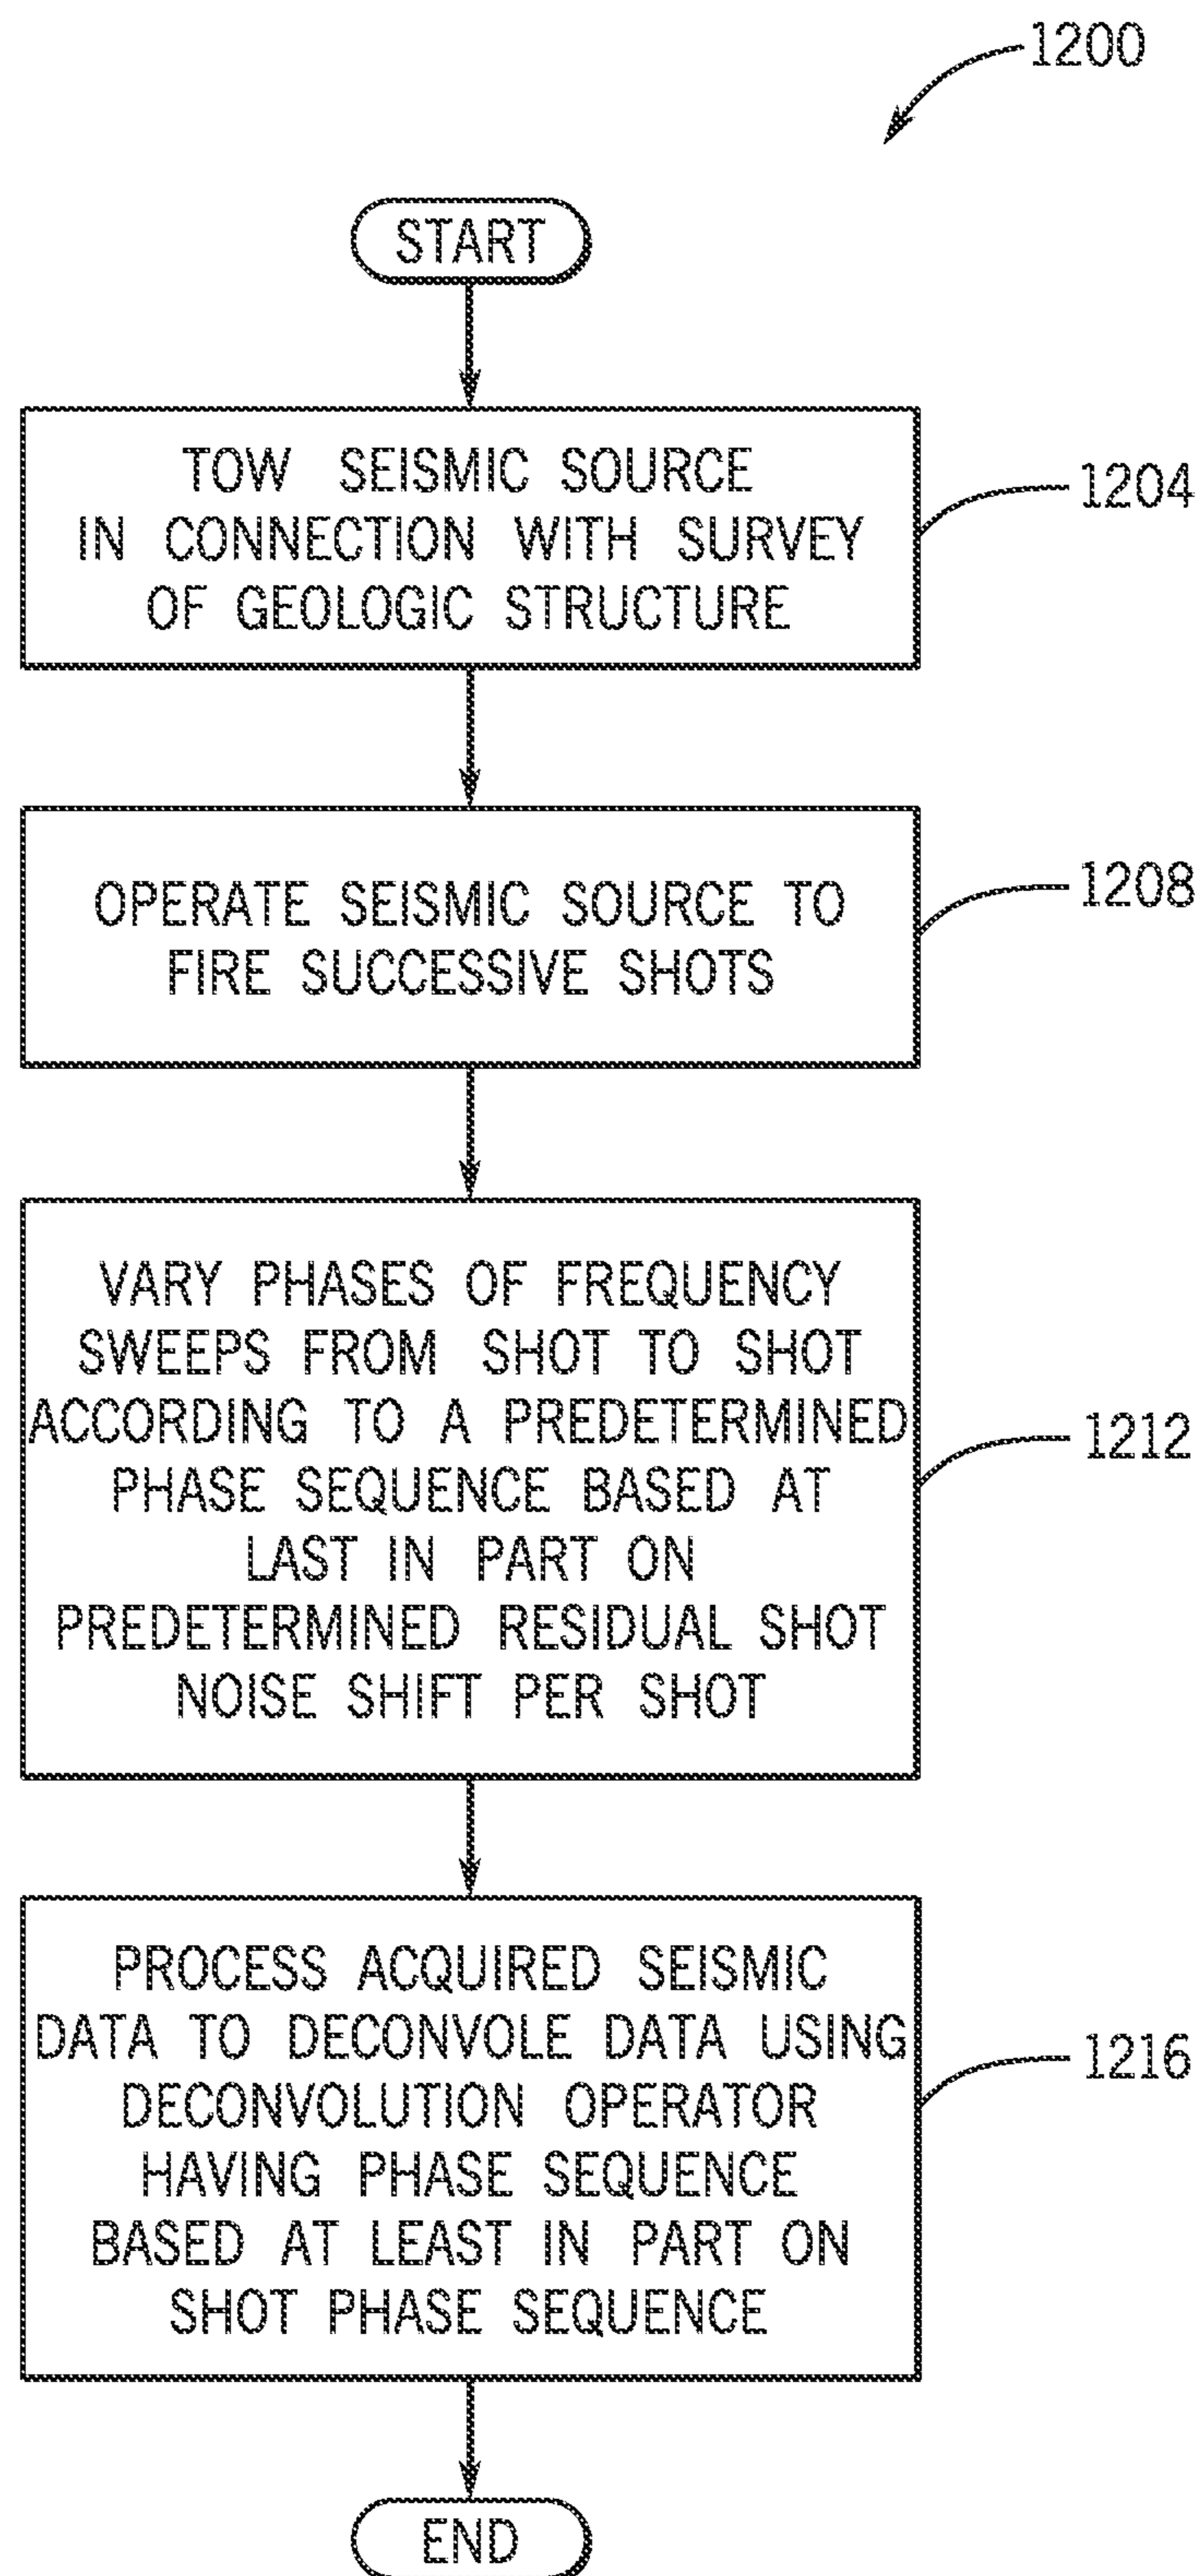 1200
START
TOW SEISMIC SOURCE
IN CONNECTION WITH SURVEY
OF GEOLOGIC STRUCTURE
1204
OPERATE SEISMIC SOURCE TO
FIRE SUCCESSIVE SHOTS
1208
VARY PHASES OF FREQUENCY
SWEEPS FROM SHOT TO SHOT
ACCORDING TO A PREDETERMINED
PHASE SEQUENCE BASED AT
LAST IN PART ON
PREDETERMINED RESIDUAL SHOT
NOISE SHIFT PER SHOT
1212
PROCESS ACQUIRED SEISMIC
DATA TO DECONVOLE DATA USING
DECONVOLUTION OPERATOR
HAVING PHASE SEQUENCE
BASED AT LEAST IN PART ON
SHOT PHASE SEQUENCE
1216
END